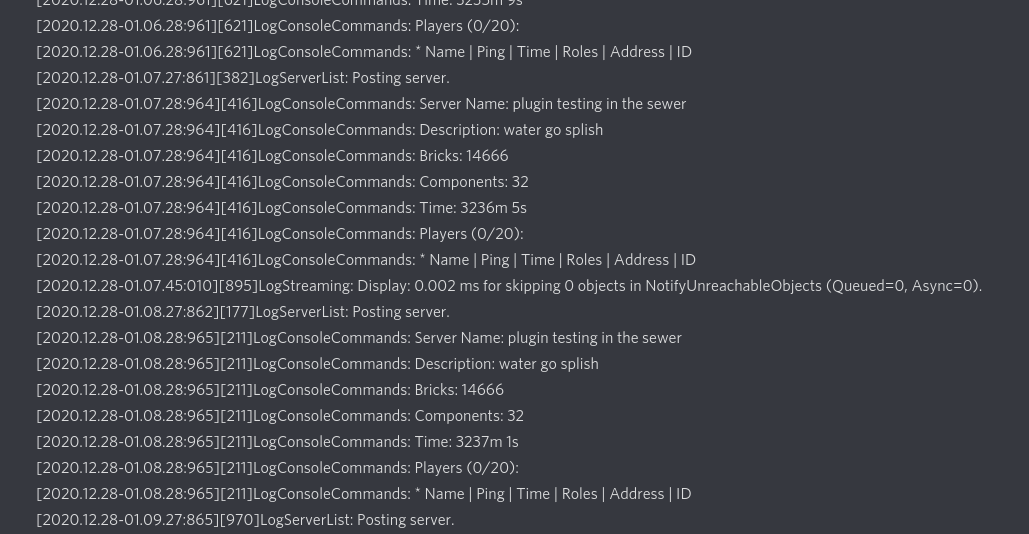 [2020.12.28-01.06.28:961][621]LogConsoleCommands: Time: 3235m 9s
[2020.12.28-01.06.28:961][621]LogConsoleCommands: Players (0/20):
[2020.12.28-01.06.28:961][621]LogConsoleCommands: * Name | Ping | Time | Roles | Address | ID
[2020.12.28-01.07.27:861][382]LogServerList: Posting server.
[2020.12.28-01.07.28:964][416]LogConsoleCommands: Server Name: plugin testing in the sewer
[2020.12.28-01.07.28:964][416]LogConsoleCommands: Description: water go splish
[2020.12.28-01.07.28:964][416]LogConsoleCommands: Bricks: 14666
[2020.12.28-01.07.28:964][416]LogConsoleCommands: Components: 32
[2020.12.28-01.07.28:964][416]LogConsoleCommands: Time: 3236m 5s
[2020.12.28-01.07.28:964][416]LogConsoleCommands: Players (0/20):
[2020.12.28-01.07.28:964][416]LogConsoleCommands: * Name | Ping | Time | Roles | Address | ID
[2020.12.28-01.07.45:010][895]LogStreaming: Display: 0.002 ms for skipping 0 objects in NotifyUnreachableObjects (Queued=0, Async=0).
[2020.12.28-01.08.27:862][177]LogServerList: Posting server.
[2020.12.28-01.08.28:965][211]LogConsoleCommands: Server Name: plugin testing in the sewer
[2020.12.28-01.08.28:965][211]LogConsoleCommands: Description: water go splish
[2020.12.28-01.08.28:965][211]LogConsoleCommands: Bricks: 14666
[2020.12.28-01.08.28:965][211]LogConsoleCommands: Components: 32
[2020.12.28-01.08.28:965][211]LogConsoleCommands: Time: 3237m 1s
[2020.12.28-01.08.28:965][211]LogConsoleCommands: Players (0/20):
[2020.12.28-01.08.28:965][211]LogConsoleCommands: * Name | Ping | Time | Roles | Address | ID
[2020.12.28-01.09.27:865][970]LogServerList: Posting server.